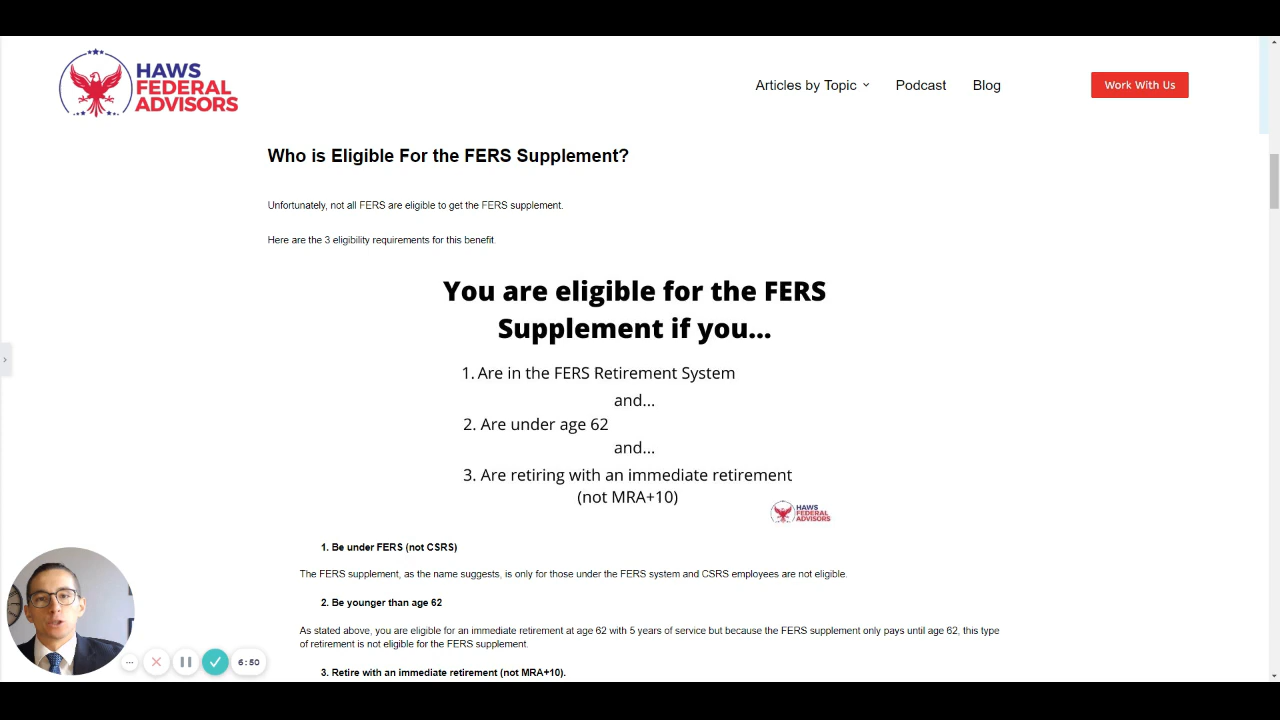 HAWS
FEDERAL
ADVISORS
Articles by Topic
Podcast
Blog
Work With Us
Who is Eligible For the FERS Supplement?
Unfortunately, not all FERS are eligible to get the FERS supplement.
Here are the 3 eligibility requirements for this benefit.
You are eligible for the FERS
Supplement if you...
1. Are in the FERS Retirement System
and...
2. Are under age 62
and...
3. Are retiring with an immediate retirement
(not MRA+10)
HAWS
FEDERAL
ADVISORS
1. Be under FERS (not CSRS)
The FERS supplement, as the name suggests, is only for those under the FERS system and CSRS employees are not eligible.
2. Be younger than age 62
As stated above, you are eligible for an immediate retirement at age 62 with 5 years of service but because the FERS supplement only pays until age 62, this type
of retirement is not eligible for the FERS supplement.
3. Retire with an immediate retirement (not MRA+10).
6:50